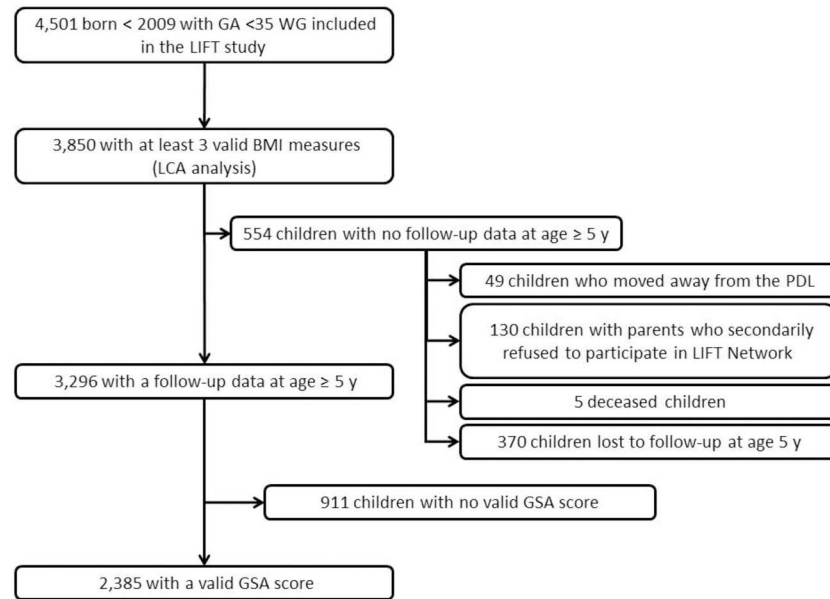 4,501 born < 2009 with GA <35 WG included
in the LIFT study
3,850 with at least 3 valid BMI measures
(LCA analysis)
554 children with no follow-up data at age ≥ 5 y
49 children who moved away from the PDL
130 children with parents who secondarily
refused to participate in LIFT Network
3,296 with a follow-up data at age ≥ 5 y
5 deceased children
370 children lost to follow-up at age 5 y
911 children with no valid GSA score
2,385 with a valid GSA score